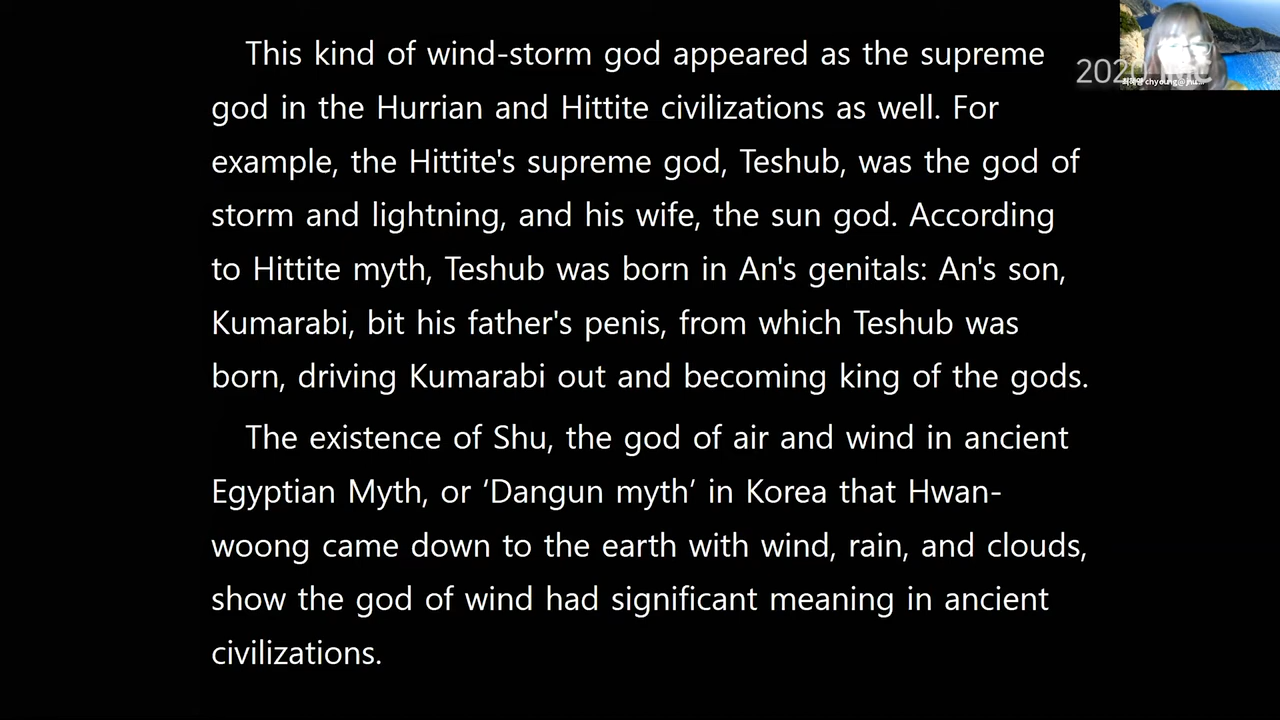 This kind of wind-storm god appeared as the supreme
god in the Hurrian and Hittite civilizations as well. For
example, the Hittite's supreme god, Teshub, was the god of
storm and lightning, and his wife, the sun god. According
to Hittite myth, Teshub was born in An's genitals: An's son,
Kumarabi, bit his father's penis, from which Teshub was
born, driving Kumarabi out and becoming king of the gods.
The existence of Shu, the god of air and wind in ancient
Egyptian Myth, or ‘Dangun myth’ in Korea that Hwan-
woong came down to the earth with wind, rain, and clouds,
show the god of wind had significant meaning in ancient
civilizations.